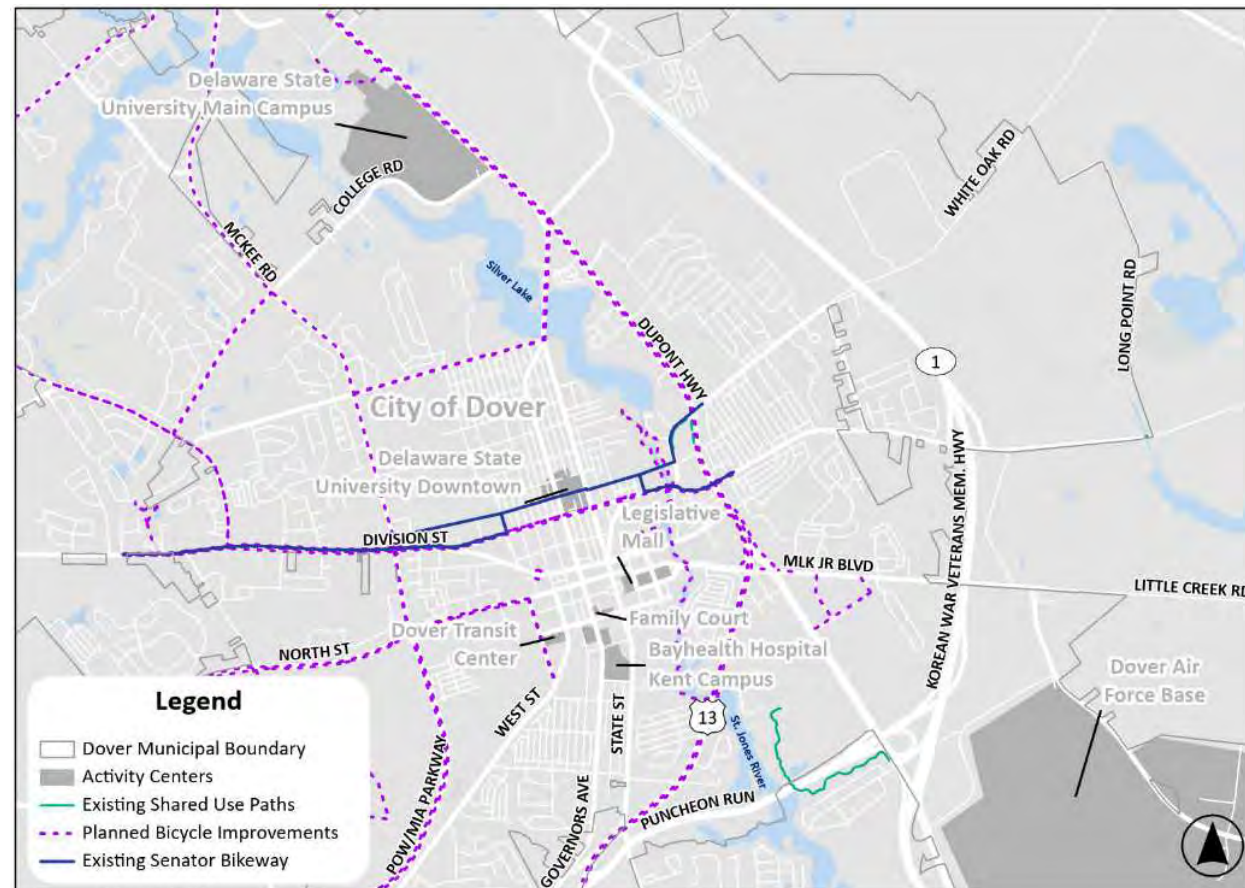 Delaware State
University Main Campus
COLLEGE RD
MCKEE RD
WHITE OAK RD
LONG POINT RD
Silver Lake
DUPONT HWY
1
City of Dover
Delaware State
University Downtown
DIVISION ST
Legislative
Mall
MLK JR BLVD
KOREAN WAR VETERANS MEM. HWY
LITTLE CREEK RD
Family Court
Dover Transit
Center
NORTH ST
Bayhealth Hospital
Kent Campus
Dover Air
Force Base
WEST ST
STATE ST
13
St. Jones River
PUNCHEON RUN
GOVERNORS AVE
POW/MIA PARKWAY
Legend
Dover Municipal Boundary
Activity Centers
Existing Shared Use Paths
Planned Bicycle Improvements
Existing Senator Bikeway